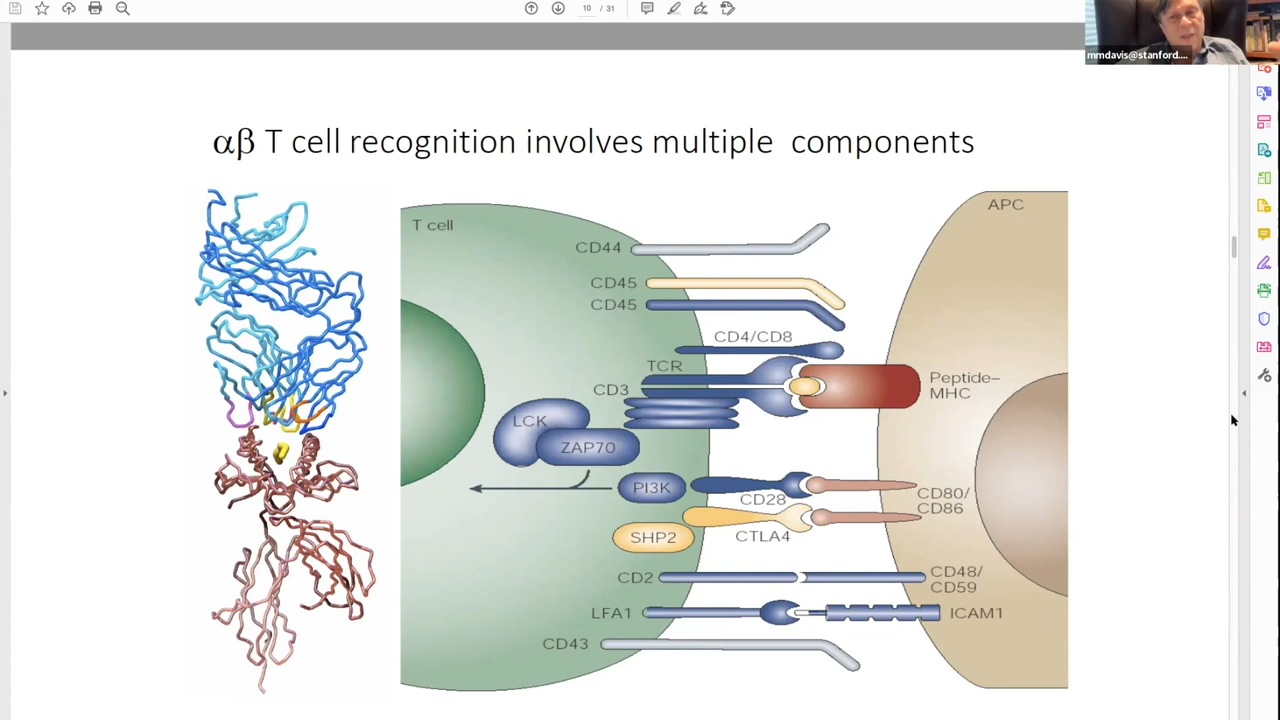 10 / 31
mmdavis@stanford....
αβ T cell recognition involves multiple components
T cell
APC
CD44
CD45
CD45
CD4/CD8
TCR
CD3
Peptide–
MHC
LCK
ZAP70
PI3K
CD28
CD80/
CD86
SHP2
CTLA4
CD2
CD48/
CD59
LFA1
ICAM1
CD43